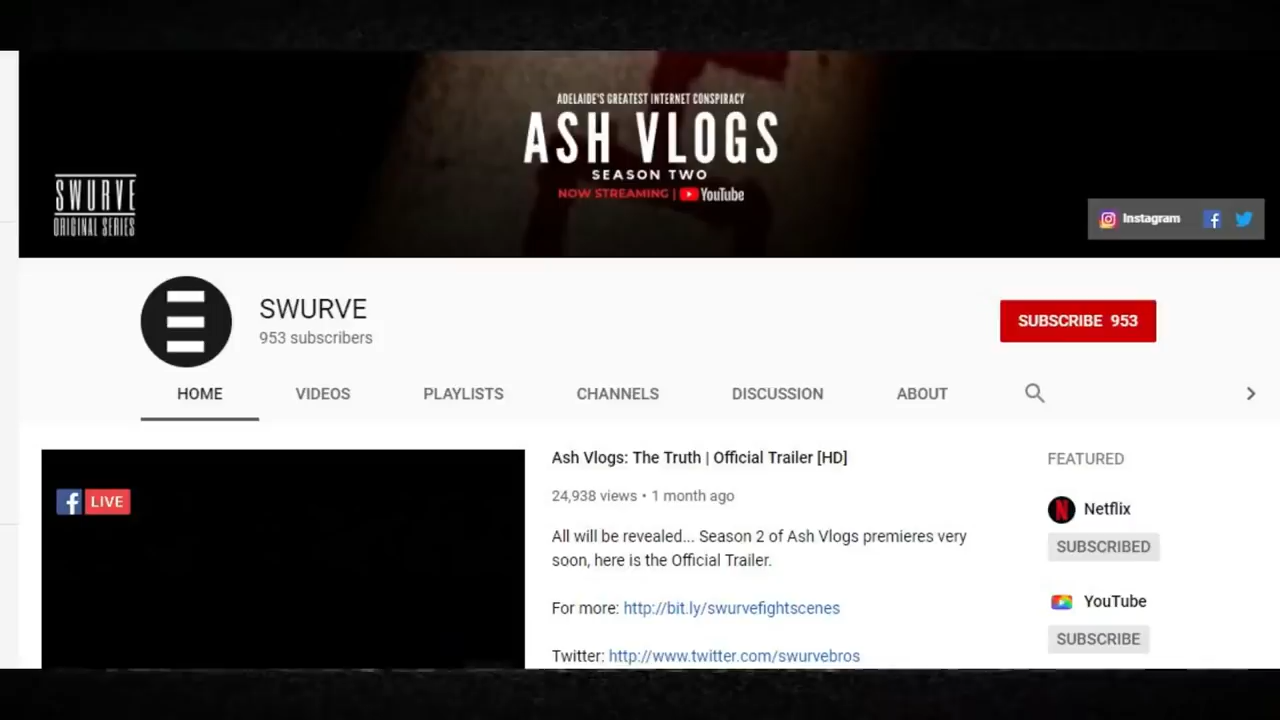 ADELAIDE'S GREATEST INTERNET CONSPIRACY
ASH VLOGS
SEASON TWO
NOW STREAMING | YouTube
SWURVE
ORIGINAL SERIES
Instagram
SWURVE
953 subscribers
SUBSCRIBE 953
HOME VIDEOS PLAYLISTS CHANNELS DISCUSSION ABOUT
LIVE
Ash Vlogs: The Truth | Official Trailer [HD]
24,938 views • 1 month ago
All will be revealed... Season 2 of Ash Vlogs premieres very
soon, here is the Official Trailer.
For more: http://bit.ly/swurvefightscenes
Twitter: http://www.twitter.com/swurvebros
FEATURED
Netflix
SUBSCRIBED
YouTube
SUBSCRIBE